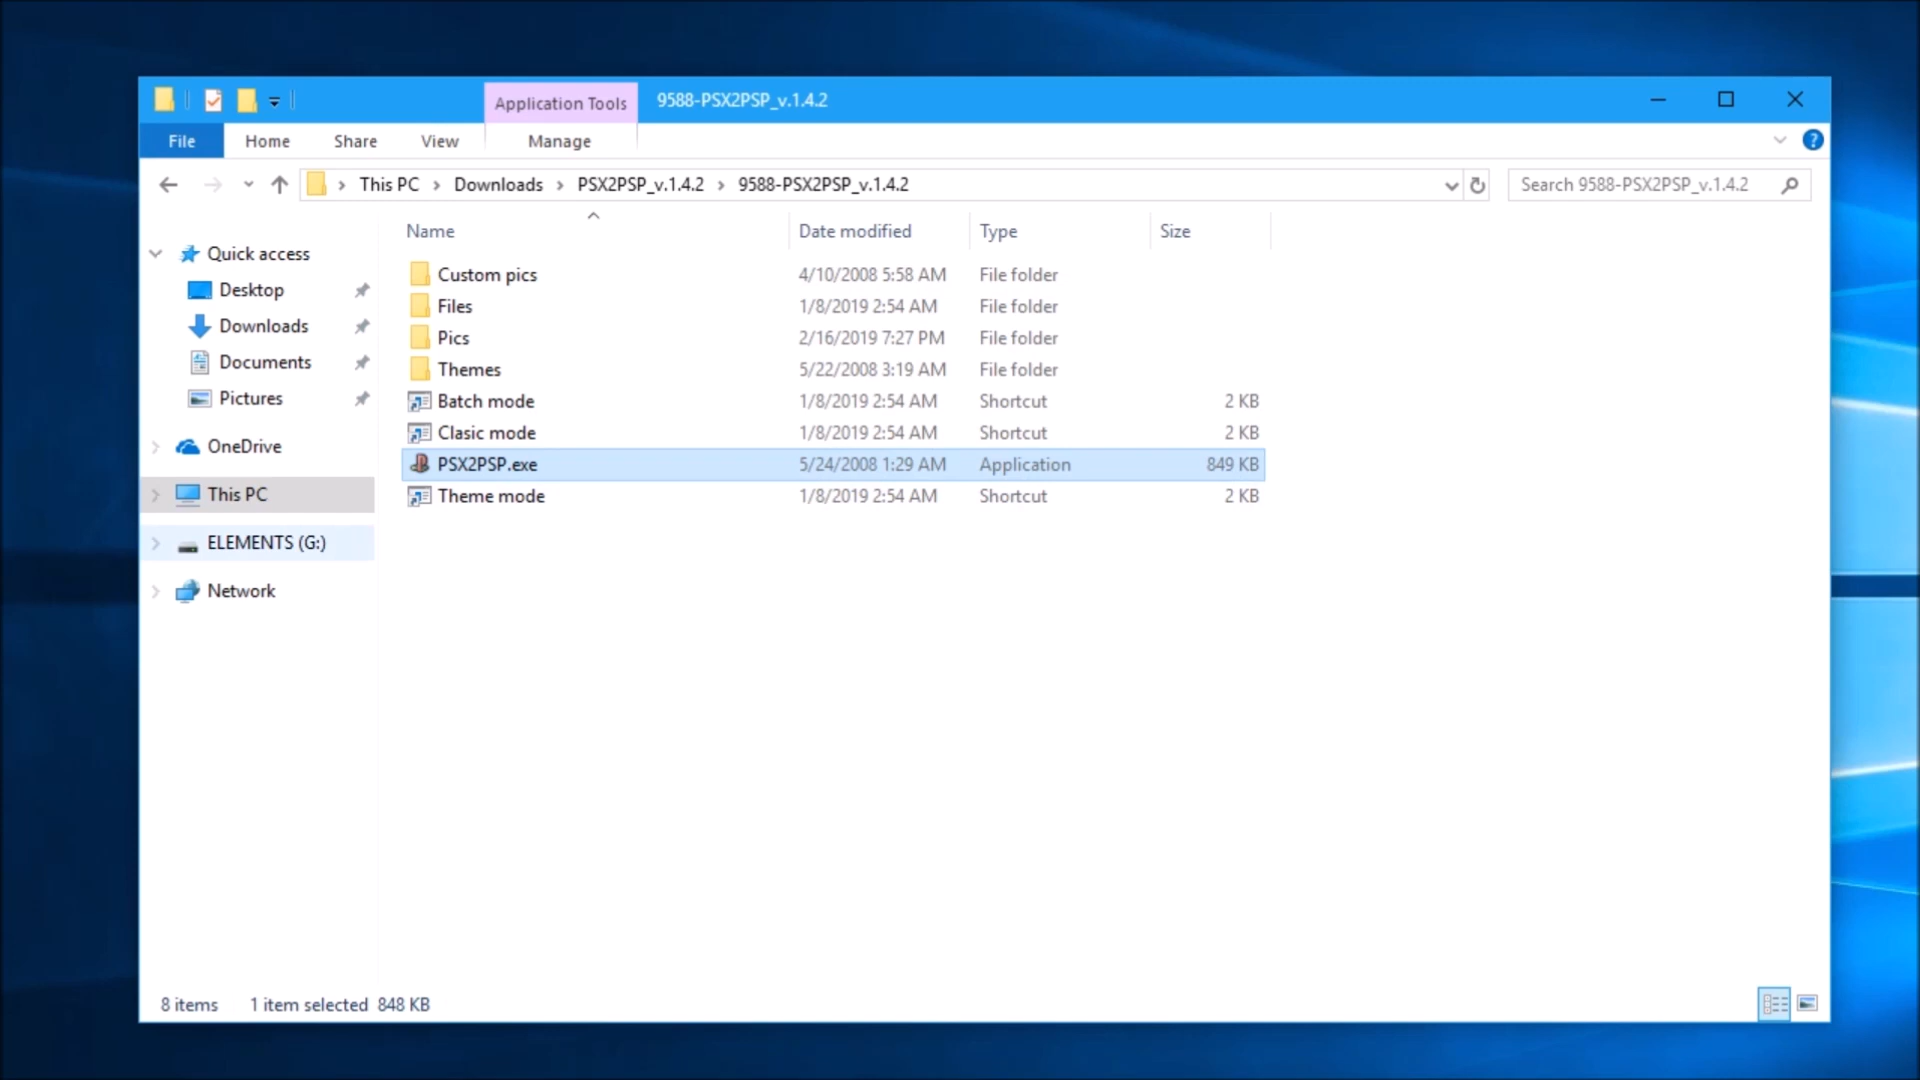 Application Tools 9588-PSX2PSP_v.1.4.2
File Home Share View Manage ?
This PC Downloads PSX2PSP_v.1.4.2 9588-PSX2PSP_v.1.4.2 Search 9588-PSX2PSP_v.1.4.2
Name Date modified Type Size
Quick access
Desktop
Downloads
Documents
Pictures
OneDrive
This PC
ELEMENTS (G:)
Network
Custom pics 4/10/2008 5:58 AM File folder
Files 1/8/2019 2:54 AM File folder
Pics 2/16/2019 7:27 PM File folder
Themes 5/22/2008 3:19 AM File folder
Batch mode 1/8/2019 2:54 AM Shortcut 2 KB
Clasic mode 1/8/2019 2:54 AM Shortcut 2 KB
PSX2PSP.exe 5/24/2008 1:29 AM Application 849 KB
Theme mode 1/8/2019 2:54 AM Shortcut 2 KB
8 items 1 item selected 848 KB